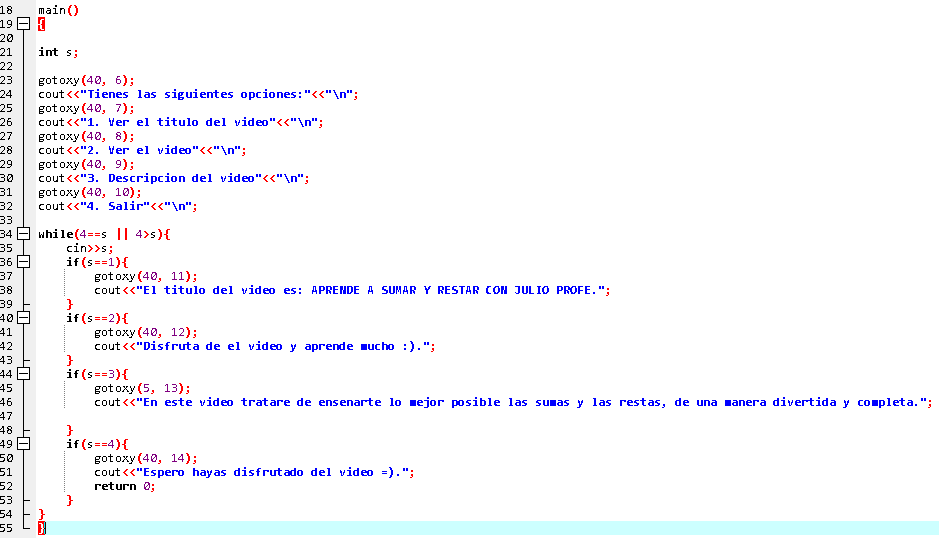 18 main()
19 {
20
21 int s;
22
23 gotoxy(40, 6);
24 cout<<"Tienes las siguientes opciones:"<<"\n";
25 gotoxy(40, 7);
26 cout<<"1. Ver el titulo del video"<<"\n";
27 gotoxy(40, 8);
28 cout<<"2. Ver el video"<<"\n";
29 gotoxy(40, 9);
30 cout<<"3. Descripcion del video"<<"\n";
31 gotoxy(40, 10);
32 cout<<"4. Salir"<<"\n";
33
34 while(4==s || 4>s){
35     cin>>s;
36     if(s==1){
37         gotoxy(40, 11);
38         cout<<"El titulo del video es: APRENDE A SUMAR Y RESTAR CON JULIO PROFE.";
39     }
40     if(s==2){
41         gotoxy(40, 12);
42         cout<<"Disfruta de el video y aprende mucho :).";
43     }
44     if(s==3){
45         gotoxy(5, 13);
46         cout<<"En este video tratare de ensenarte lo mejor posible las sumas y las restas, de una manera divertida y completa.";
47
48     }
49     if(s==4){
50         gotoxy(40, 14);
51         cout<<"Espero hayas disfrutado del video =).";
52         return 0;
53     }
54 }
55 }